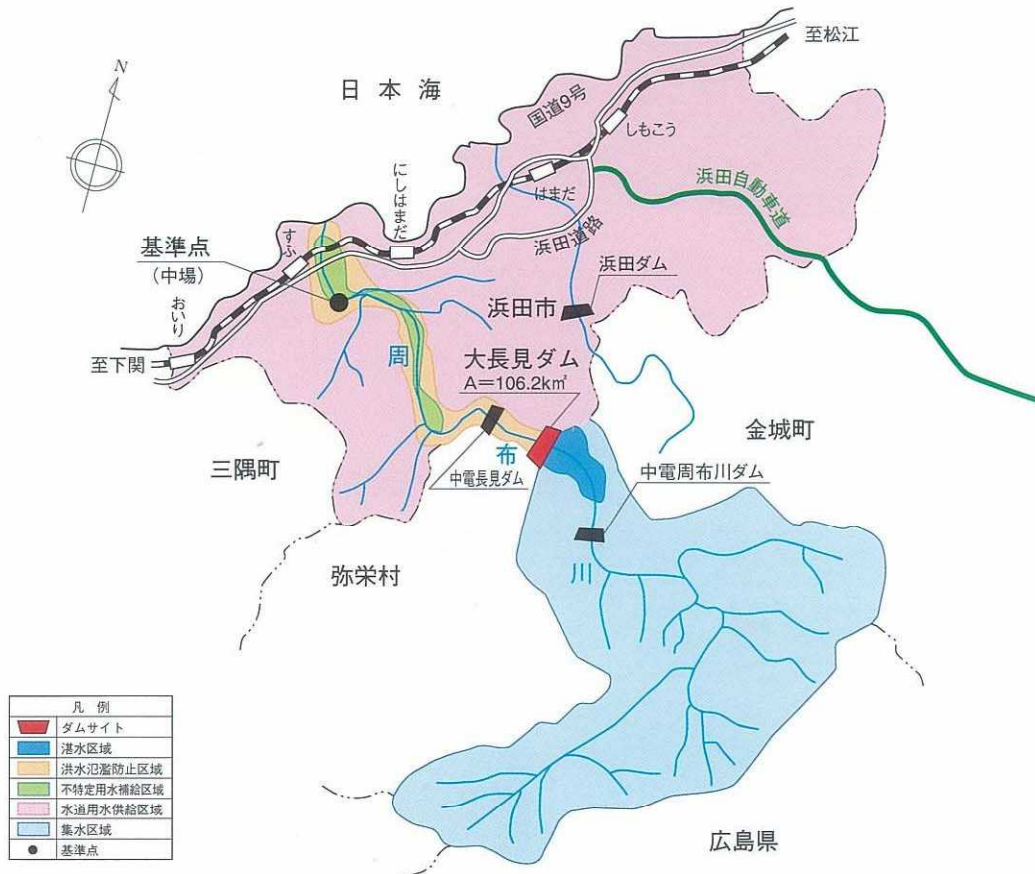 至松江
N
日本海
国道9号
しもこう
にしはまだ
はまだ
浜田自動車道
浜田道路
すふ
基準点
（中場）
浜田ダム
浜田市
おいり
至下関
周
大長見ダム
A＝106.2k㎡
金城町
三隅町
布
中電長見ダム
中電周布川ダム
弥栄村
川
凡例
ダムサイト
湛水区域
洪水氾濫防止区域
不特定用水補給区域
水道用水供給区域
集水区域
基準点
広島県